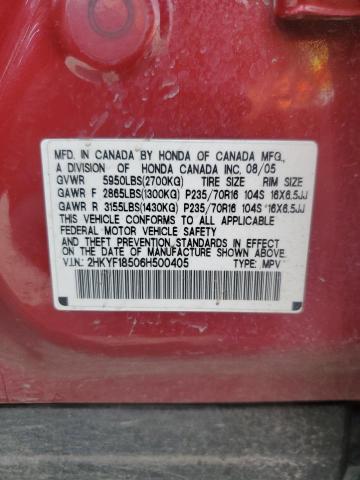 MFD. IN CANADA BY HONDA OF CANADA MFG.,
A DIVISION OF HONDA CANADA INC. 08/05
GVWR 5950LBS(2700KG) TIRE SIZE RIM SIZE
GAWR F 2865LBS(1300KG) P235/70R16 104S 16X6.5JJ
GAWR R 3155LBS(1430KG) P235/70R16 104S 16X6.5JJ
THIS VEHICLE CONFORMS TO ALL APPLICABLE
FEDERAL MOTOR VEHICLE SAFETY
AND THEFT PREVENTION STANDARDS IN EFFECT
ON THE DATE OF MANUFACTURE SHOWN ABOVE.
V.I.N.: 2HKYF18506H500405 TYPE: MPV